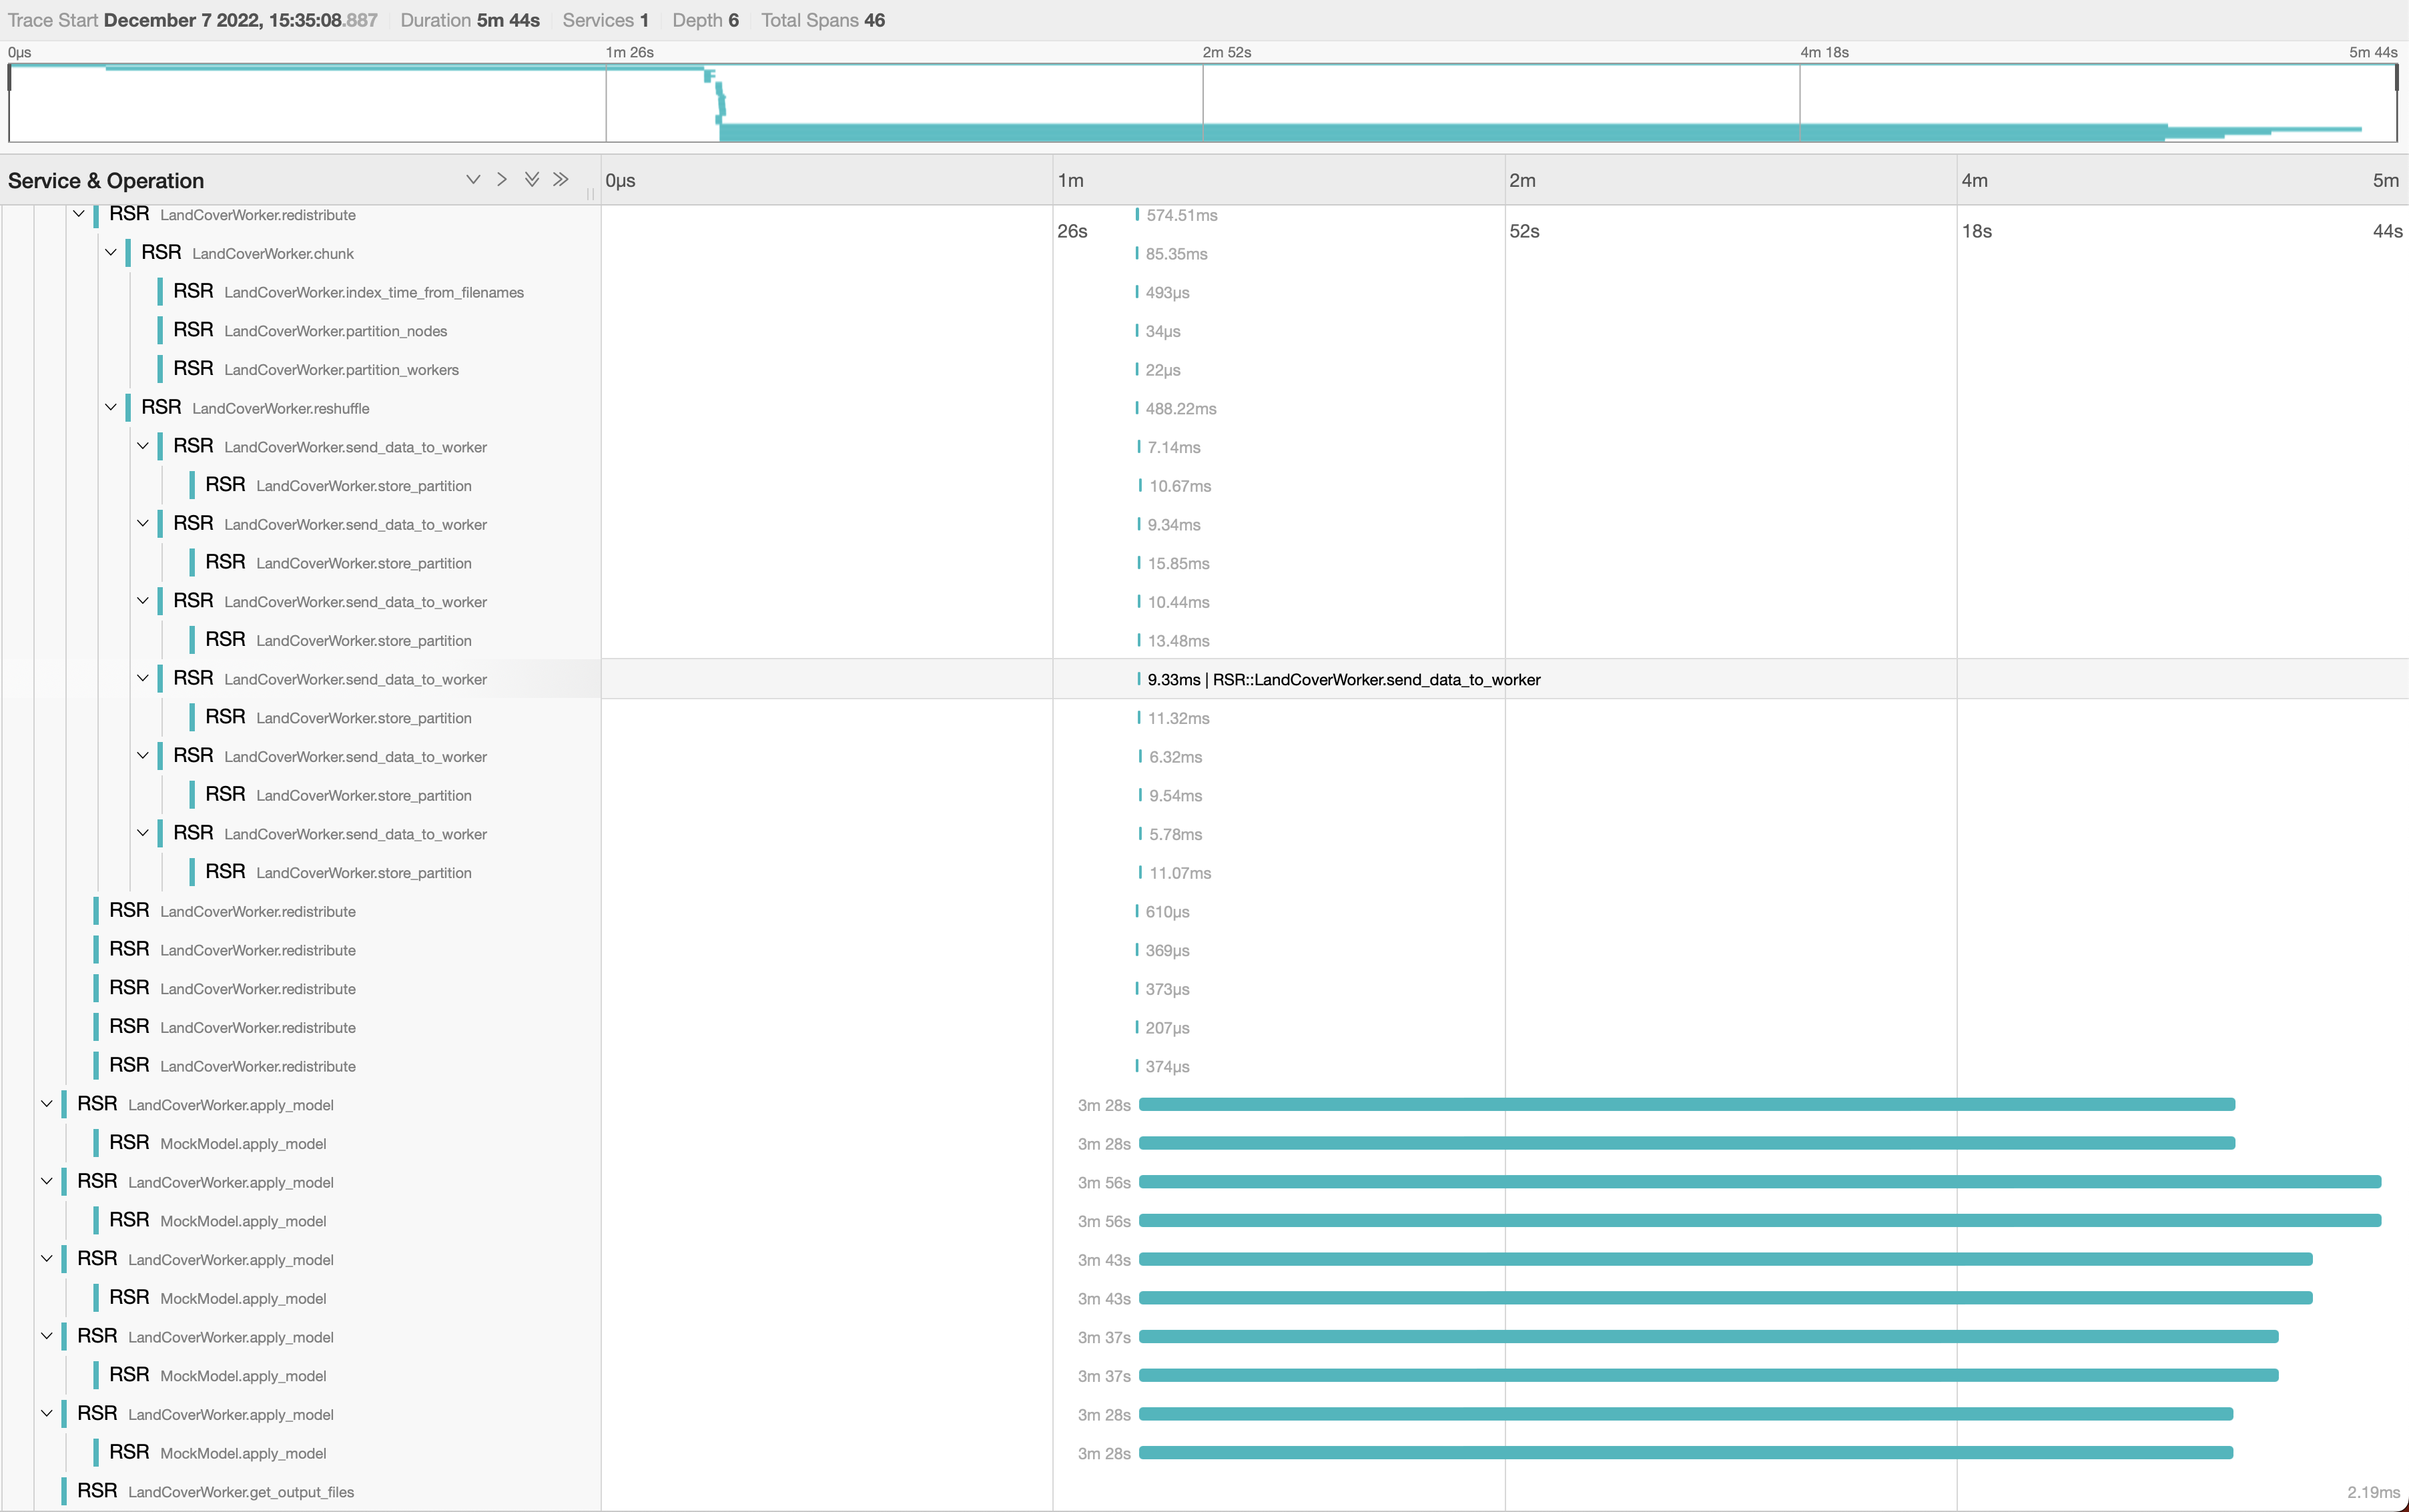 Trace Start December 7 2022, 15:35:08.887 Duration 5m 44s Services 1 Depth 6 Total Spans 46
0μs 1m 26s 2m 52s 4m 18s 5m 44s
Service & Operation 0μs 1m 26s 2m 52s 4m 18s 5m 44s
RSR LandCoverWorker.redistribute 574.51ms
RSR LandCoverWorker.chunk 85.35ms
RSR LandCoverWorker.index_time_from_filenames 493μs
RSR LandCoverWorker.partition_nodes 34μs
RSR LandCoverWorker.partition_workers 22μs
RSR LandCoverWorker.reshuffle 488.22ms
RSR LandCoverWorker.send_data_to_worker 7.14ms
RSR LandCoverWorker.store_partition 10.67ms
RSR LandCoverWorker.send_data_to_worker 9.34ms
RSR LandCoverWorker.store_partition 15.85ms
RSR LandCoverWorker.send_data_to_worker 10.44ms
RSR LandCoverWorker.store_partition 13.48ms
RSR LandCoverWorker.send_data_to_worker 9.33ms | RSR::LandCoverWorker.send_data_to_worker
RSR LandCoverWorker.store_partition 11.32ms
RSR LandCoverWorker.send_data_to_worker 6.32ms
RSR LandCoverWorker.store_partition 9.54ms
RSR LandCoverWorker.send_data_to_worker 5.78ms
RSR LandCoverWorker.store_partition 11.07ms
RSR LandCoverWorker.redistribute 610μs
RSR LandCoverWorker.redistribute 369μs
RSR LandCoverWorker.redistribute 373μs
RSR LandCoverWorker.redistribute 207μs
RSR LandCoverWorker.redistribute 374μs
RSR LandCoverWorker.apply_model 3m 28s
RSR MockModel.apply_model 3m 28s
RSR LandCoverWorker.apply_model 3m 56s
RSR MockModel.apply_model 3m 56s
RSR LandCoverWorker.apply_model 3m 43s
RSR MockModel.apply_model 3m 43s
RSR LandCoverWorker.apply_model 3m 37s
RSR MockModel.apply_model 3m 37s
RSR LandCoverWorker.apply_model 3m 28s
RSR MockModel.apply_model 3m 28s
RSR LandCoverWorker.get_output_files 2.19ms